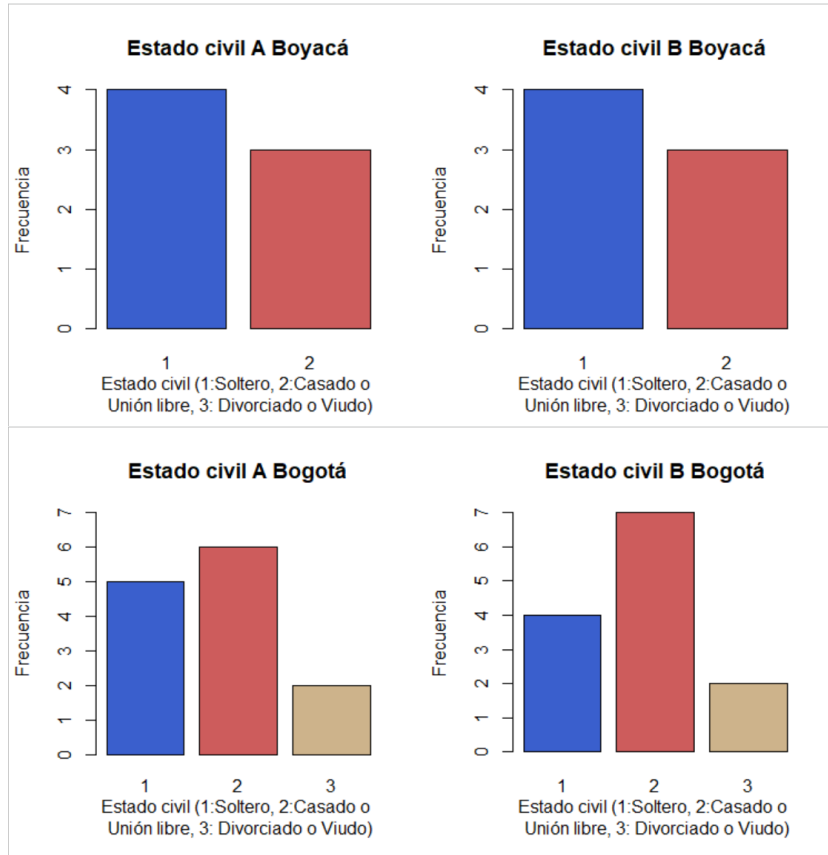 Estado civil A Boyacá
Frecuencia
4
3
2
1
0
1 2
Estado civil (1:Soltero, 2:Casado o
Unión libre, 3: Divorciado o Viudo)
Estado civil B Boyacá
Frecuencia
4
3
2
1
0
1 2
Estado civil (1:Soltero, 2:Casado o
Unión libre, 3: Divorciado o Viudo)
Estado civil A Bogotá
Frecuencia
7
6
5
4
3
2
1
0
1 2 3
Estado civil (1:Soltero, 2:Casado o
Unión libre, 3: Divorciado o Viudo)
Estado civil B Bogotá
Frecuencia
7
6
5
4
3
2
1
0
1 2 3
Estado civil (1:Soltero, 2:Casado o
Unión libre, 3: Divorciado o Viudo)